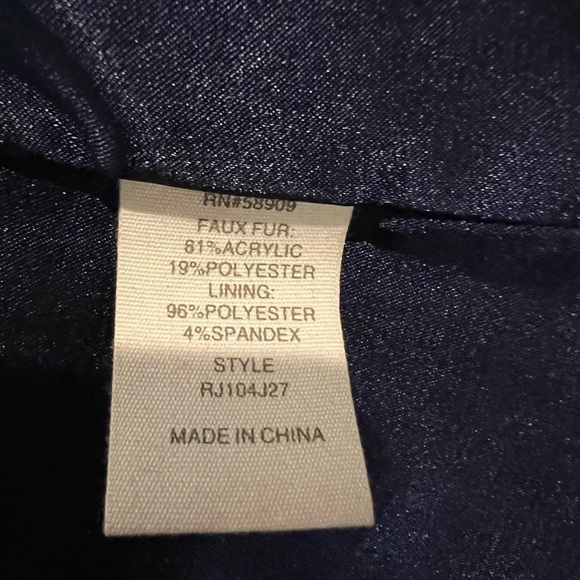 RN#58909
FAUX FUR:
81%ACRYLIC
19%POLYESTER
LINING:
96%POLYESTER
4%SPANDEX
STYLE
RJ104J27
MADE IN CHINA